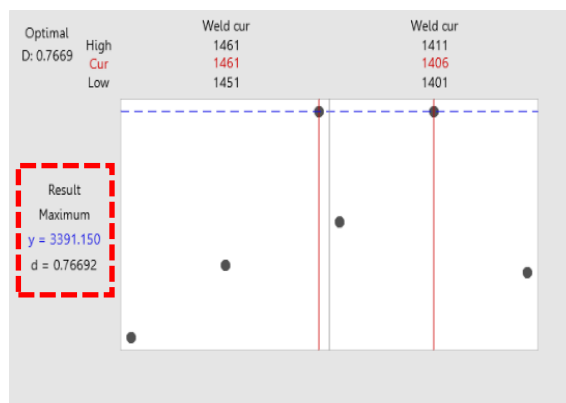 Optimal
D: 0.7669
High
Cur
Low
Weld cur
1461
1461
1451
Weld cur
1411
1406
1401
Result
Maximum
y = 3391.150
d = 0.76692